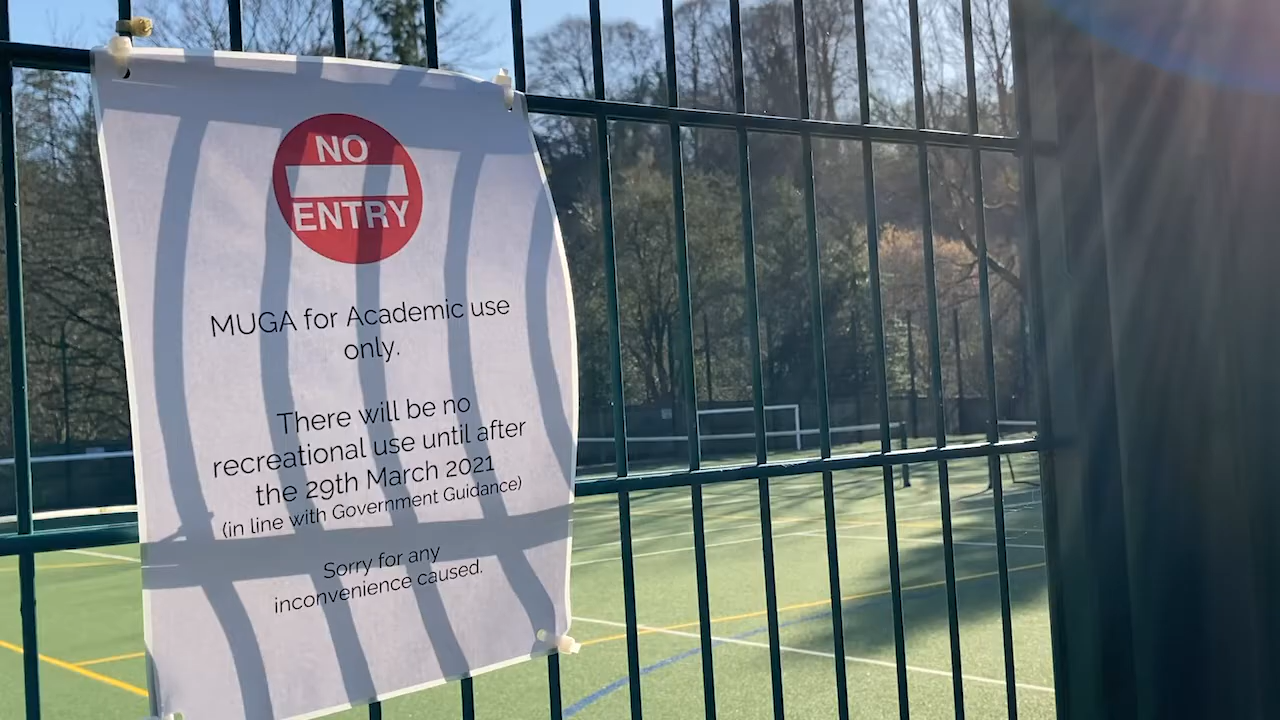 NO
ENTRY
MUGA for Academic use
only.
There will be no
recreational use until after
the 29th March 2021
(in line with Government Guidance)
Sorry for any
inconvenience caused.